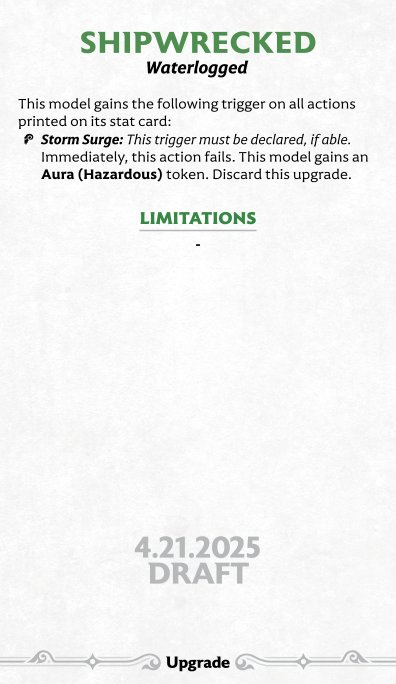 SHIPWRECKED
Waterlogged
This model gains the following trigger on all actions
printed on its stat card:
Storm Surge: This trigger must be declared, if able.
Immediately, this action fails. This model gains an
Aura (Hazardous) token. Discard this upgrade.
LIMITATIONS
-
4.21.2025
DRAFT
Upgrade